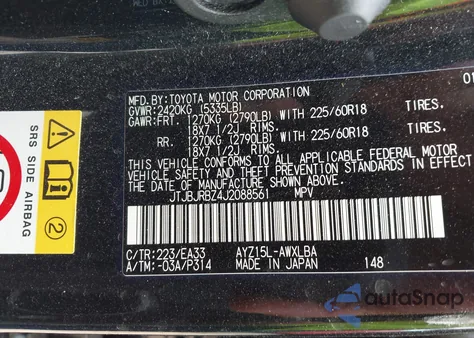 MFD.BY:TOYOTA MOTOR CORPORATION 01
GVWR:2420KG (5335LB)
GAWR:FRT. 1270KG (2790LB) WITH 225/60R18 TIRES.
18X7 1/2J RIMS.
RR. 1270KG (2790LB) WITH 225/60R18 TIRES.
18X7 1/2J RIMS.
THIS VEHICLE CONFORMS TO ALL APPLICABLE FEDERAL MOTOR
VEHICLE SAFETY AND THEFT PREVENTION STANDARDS IN EFFECT
ON THE DATE OF MANUFACTURE SHOWN ABOVE.
JTJBJRBZ4J2088561 MPV
C/TR:223/EA33 AYZ15L-AWXLBA
A/TM:-03A/P314 MADE IN JAPAN 148
SRS SIDE AIRBAG
2
autoSnap